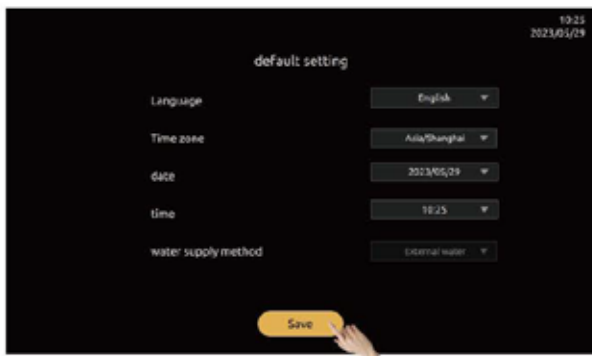 10:25
2023/05/29
default setting
Language English
Time zone Asia/Shanghai
date 2023/05/29
time 10:25
water supply method External water
Save